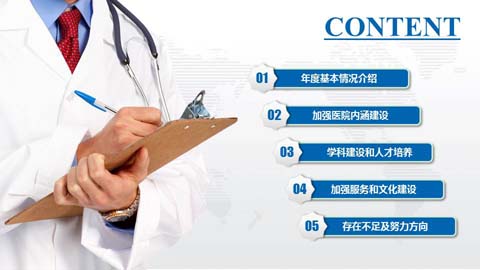 CONTENT
01 年度基本情况介绍
02 加强医院内涵建设
03 学科建设和人才培养
04 加强服务和文化建设
05 存在不足及努力方向